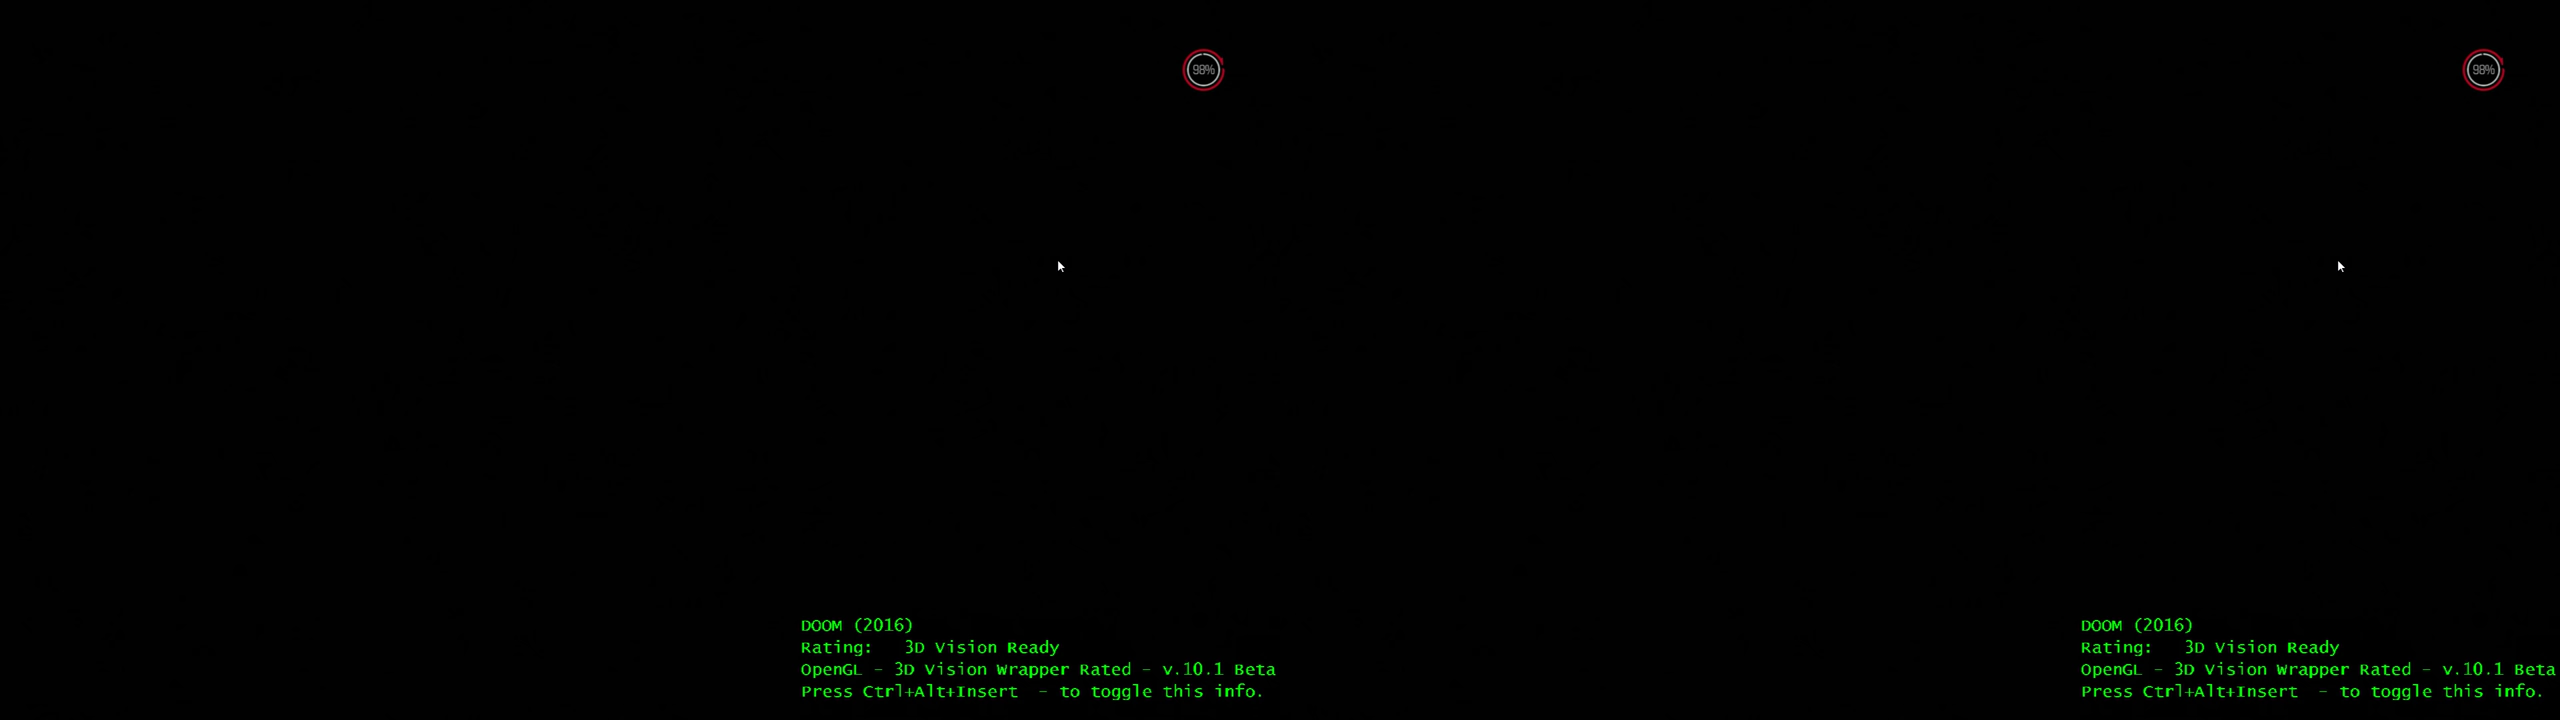 98%
DOOM (2016)
Rating:   3D Vision Ready
OpenGL - 3D Vision Wrapper Rated - v.10.1 Beta
Press Ctrl+Alt+Insert  - to toggle this info.
98%
DOOM (2016)
Rating:   3D Vision Ready
OpenGL - 3D Vision Wrapper Rated - v.10.1 Beta
Press Ctrl+Alt+Insert  - to toggle this info.